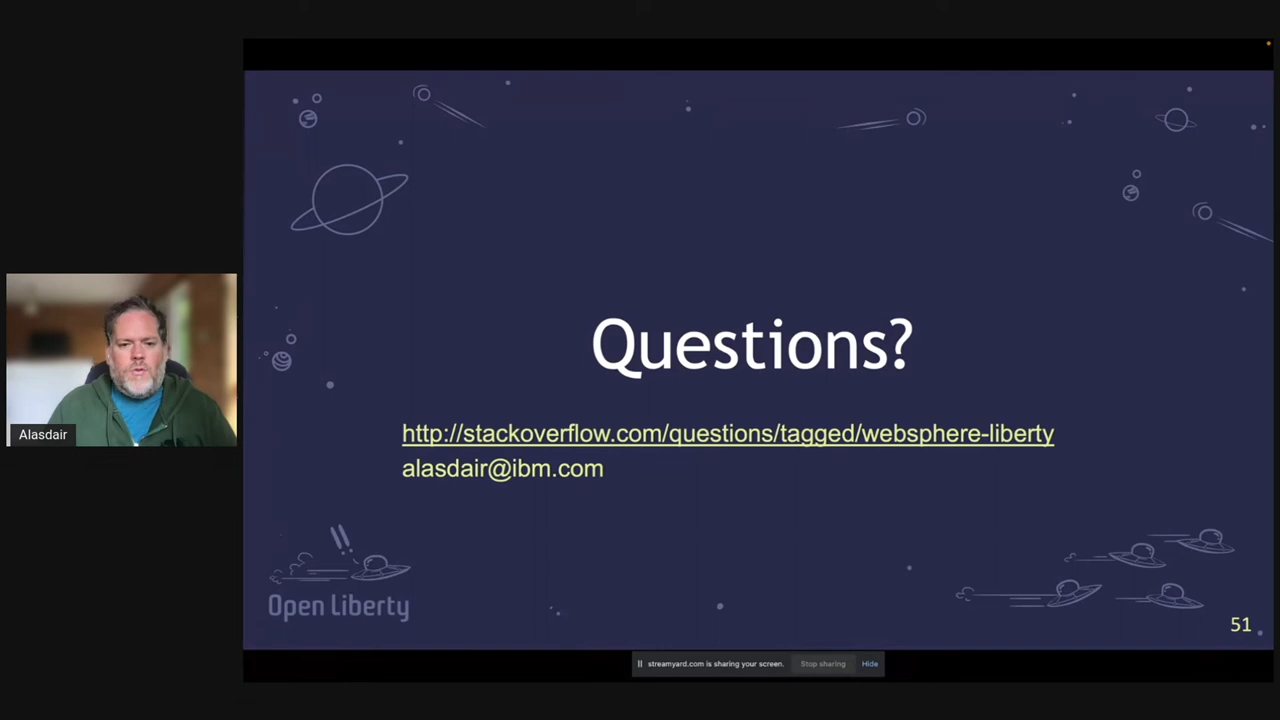 Questions?
http://stackoverflow.com/questions/tagged/websphere-liberty
alasdair@ibm.com
Alasdair
Open Liberty
51
streamyard.com is sharing your screen.
Stop sharing
Hide